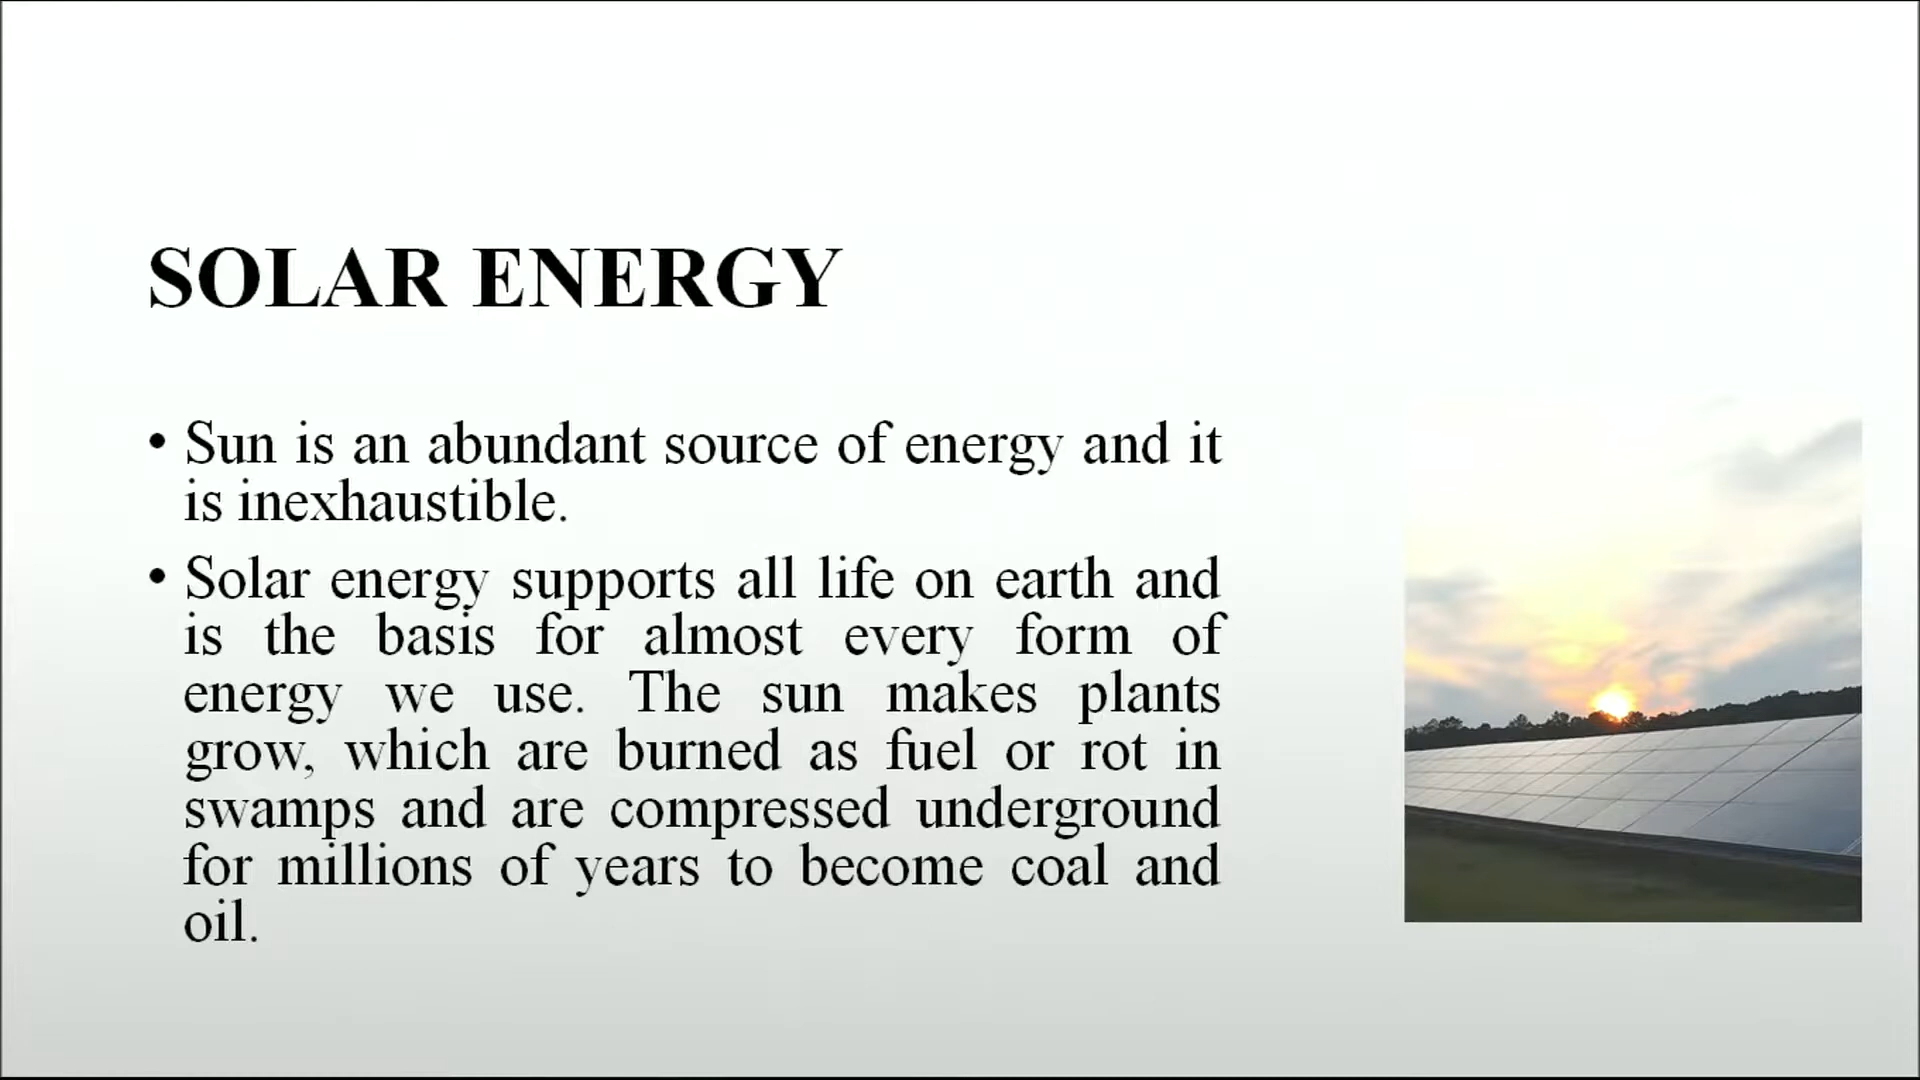 SOLAR ENERGY
• Sun is an abundant source of energy and it
is inexhaustible.
• Solar energy supports all life on earth and
is the basis for almost every form of
energy we use. The sun makes plants
grow, which are burned as fuel or rot in
swamps and are compressed underground
for millions of years to become coal and
oil.